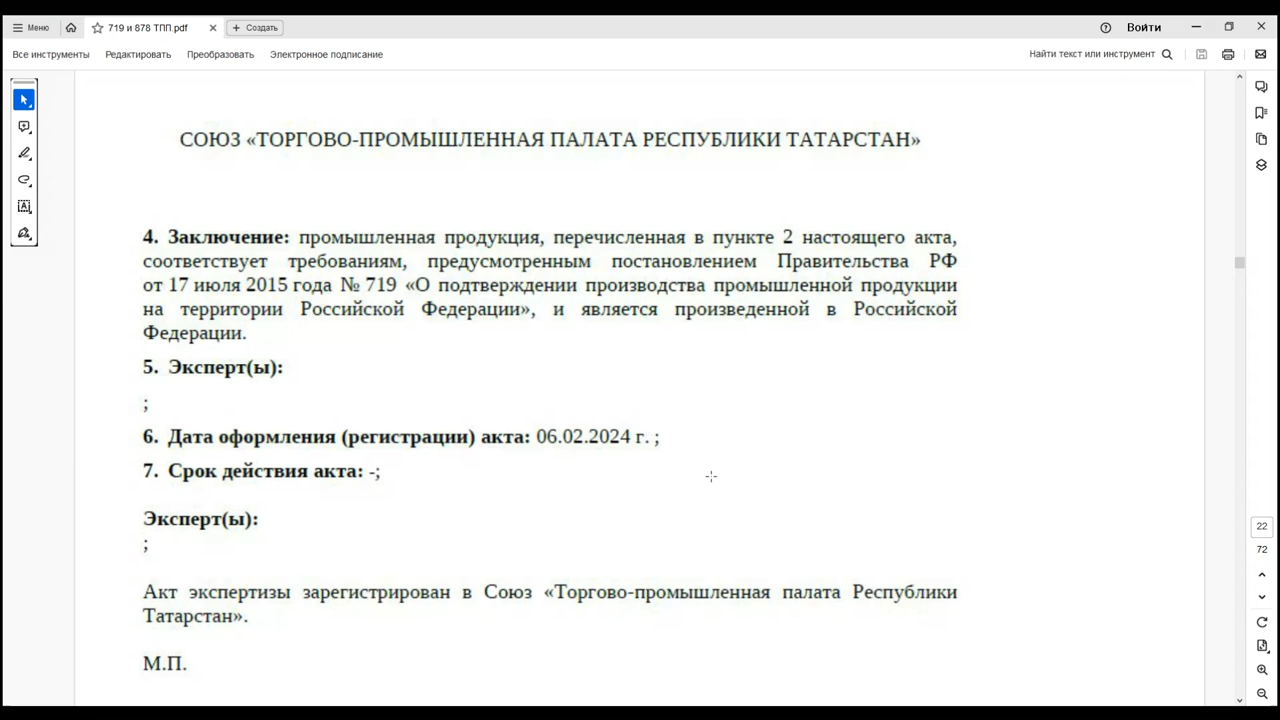 Меню
719 и 878 ТПП.pdf
Создать
Войти
Все инструменты
Редактировать
Преобразовать
Электронное подписание
Найти текст или инструмент
СОЮЗ «ТОРГОВО-ПРОМЫШЛЕННАЯ ПАЛАТА РЕСПУБЛИКИ ТАТАРСТАН»
4. Заключение: промышленная продукция, перечисленная в пункте 2 настоящего акта,
соответствует требованиям, предусмотренным постановлением Правительства РФ
от 17 июля 2015 года № 719 «О подтверждении производства промышленной продукции
на территории Российской Федерации», и является произведенной в Российской
Федерации.
5. Эксперт(ы):
;
6. Дата оформления (регистрации) акта: 06.02.2024 г. ;
7. Срок действия акта: -;
Эксперт(ы):
;
Акт экспертизы зарегистрирован в Союз «Торгово-промышленная палата Республики
Татарстан».
М.П.
22
72